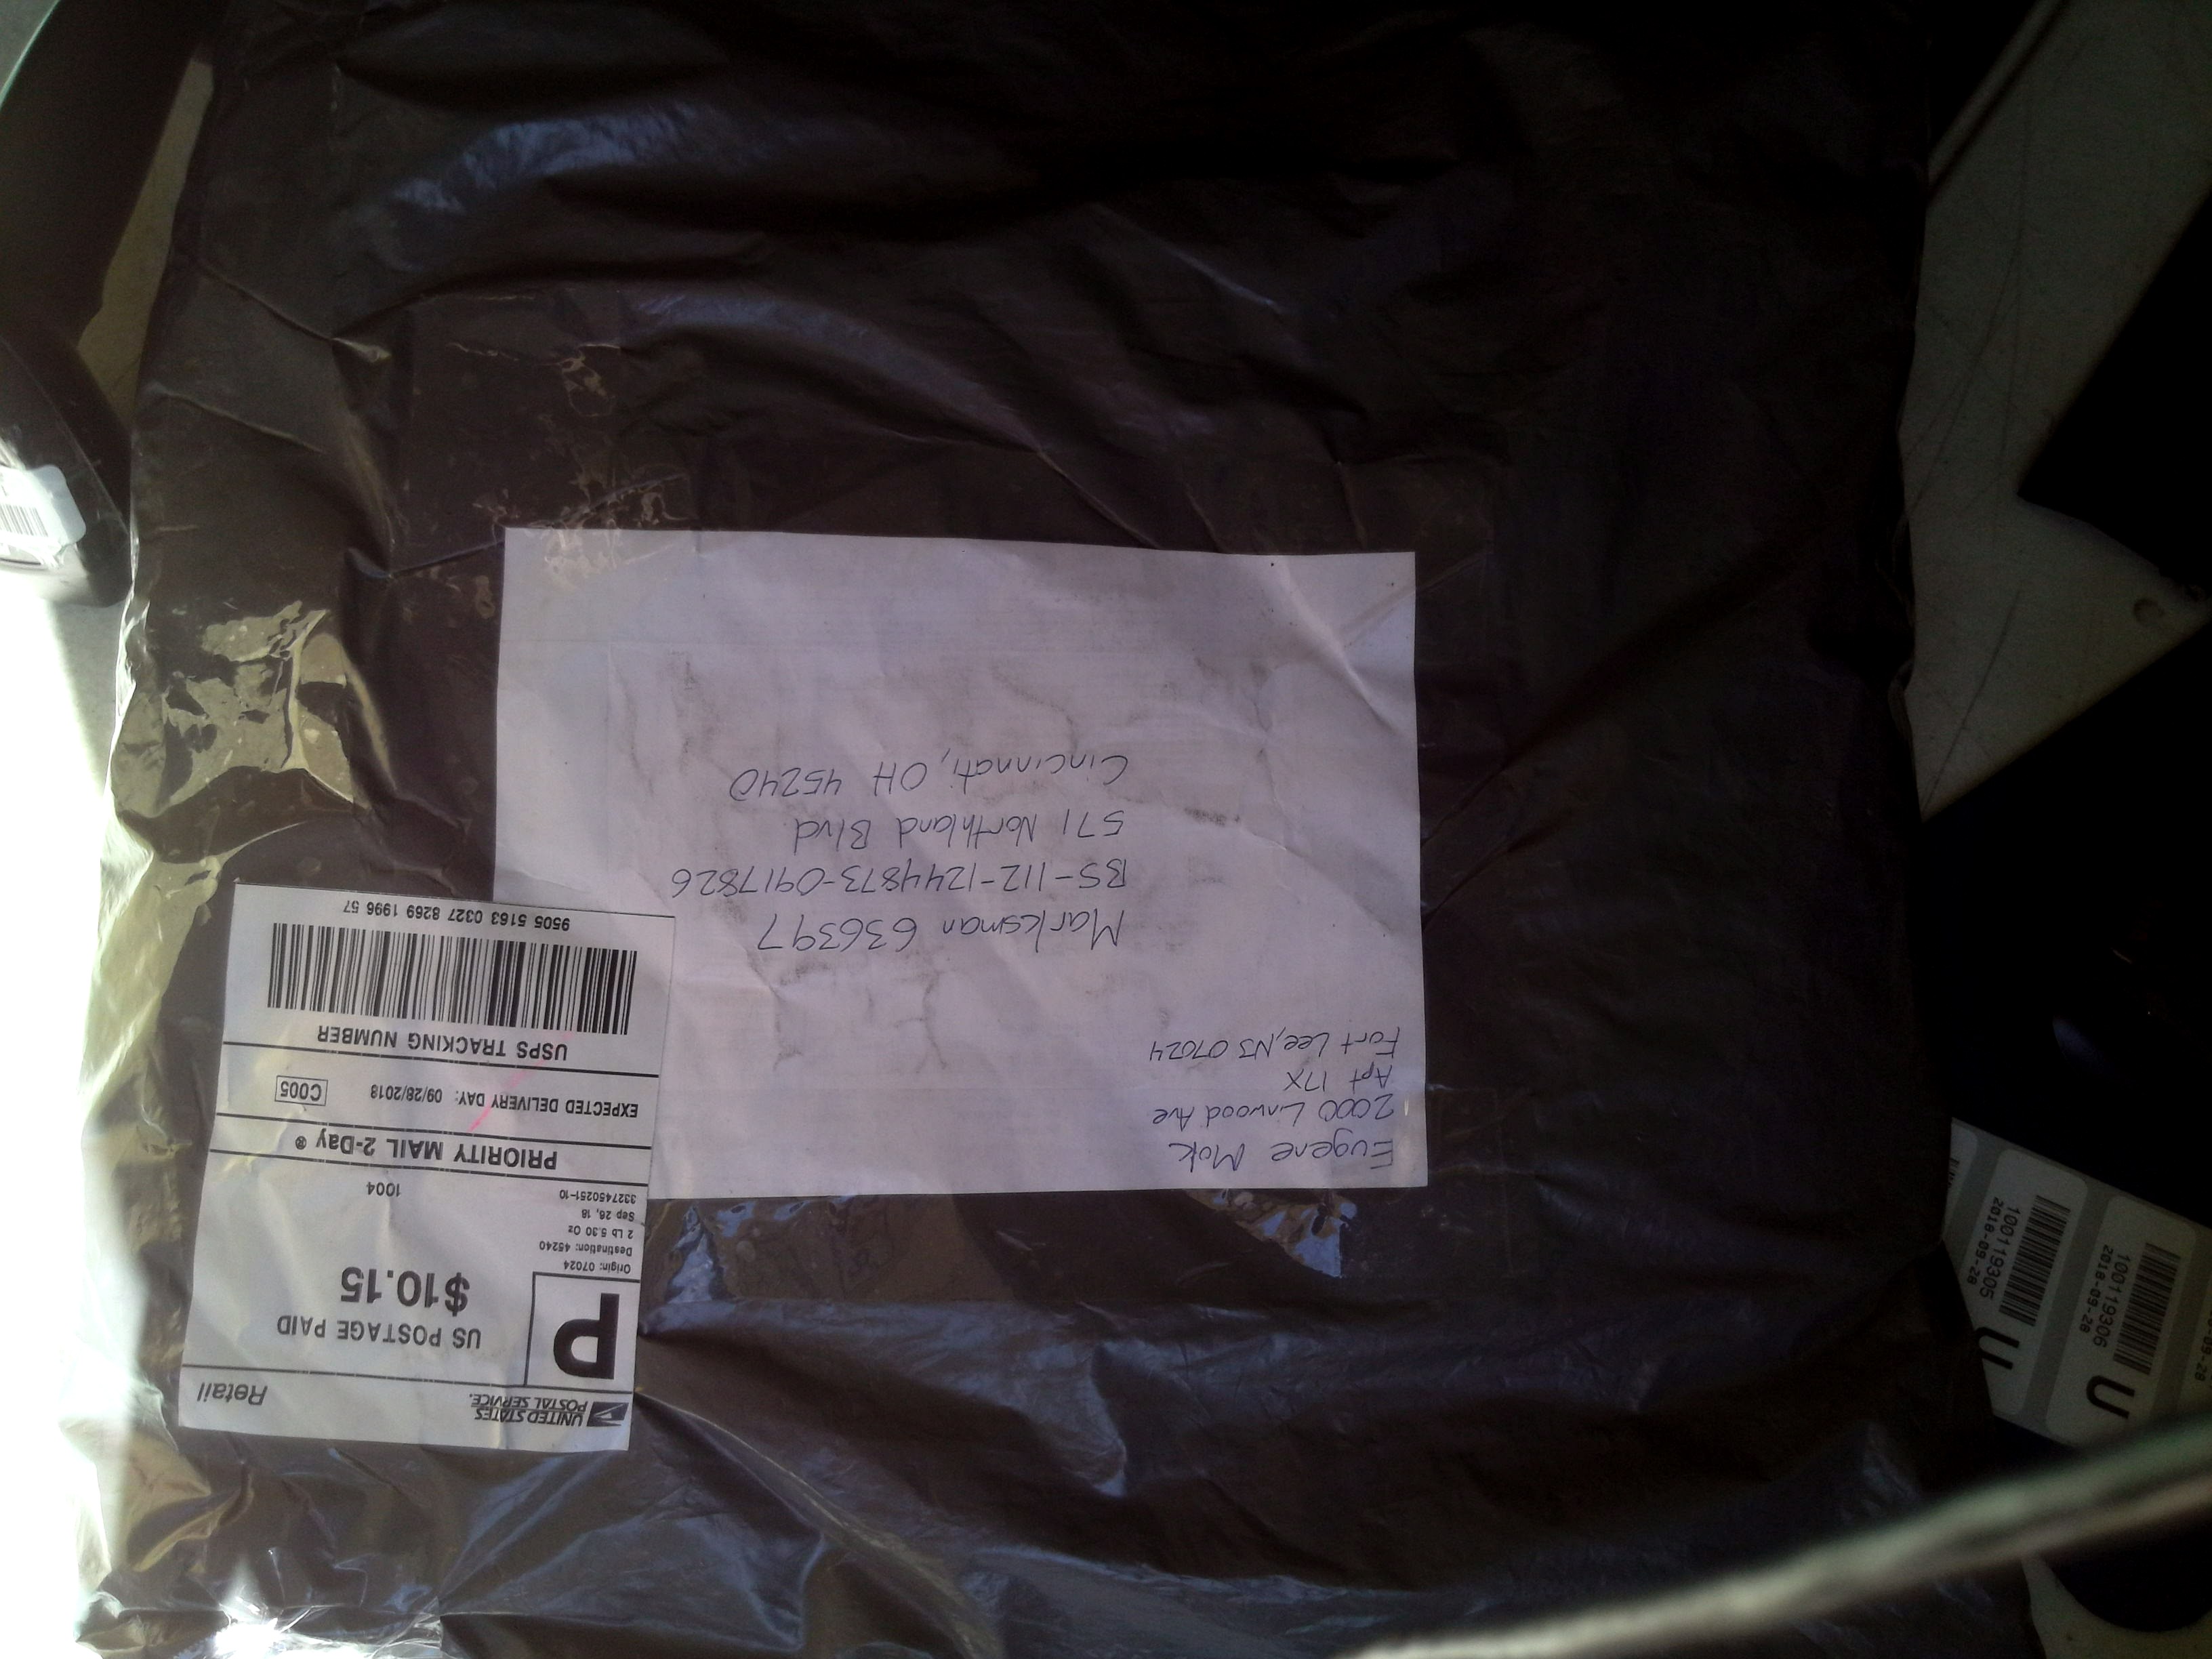 Eugene Mok
2000 Linwood Ave
Apt 17X
Fort Lee, NJ 07024
Marksman 636397
BS-112-1244873-0917826
571 Northland Blvd
Cincinnati, OH 45240
UNITED STATES
POSTAL SERVICE.
Retail
P
US POSTAGE PAID
$10.15
Origin: 07024
Destination: 45240
2 Lb 5.30 Oz
Sep 26, 18
3327450251-10
1004
PRIORITY MAIL 2-Day ®
EXPECTED DELIVERY DAY: 09/28/2018
C005
USPS TRACKING NUMBER
9505 5163 0327 8269 1996 57
100119305
2018-09-28
U
100119306
2018-09-28
U